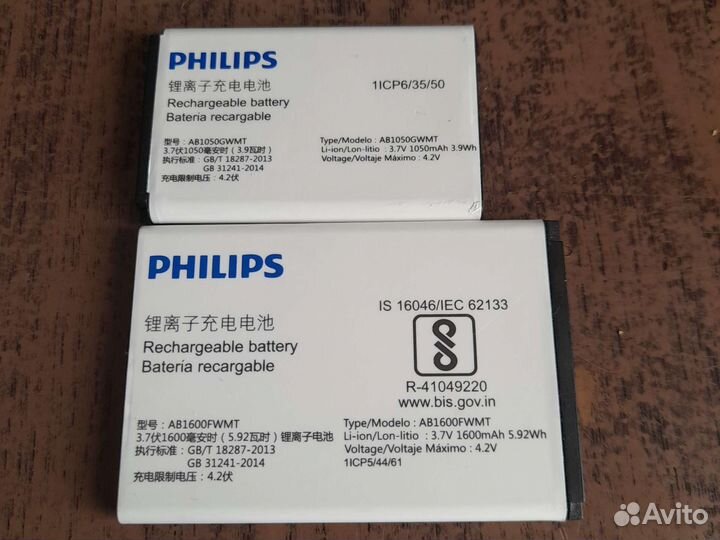 PHILIPS
锂离子充电电池
Rechargeable battery
Bateria recargable
1ICP6/35/50
型号：AB1050GWMT
3.7伏1050毫安时（3.9瓦时）
执行标准：GB/T 18287-2013
GB 31241-2014
充电限制电压：4.2伏
Type/Modelo : AB1050GWMT
Li-ion/Lon-litio : 3.7V 1050mAh 3.9Wh
Voltage/Voltaje Máximo : 4.2V
PHILIPS
锂离子充电电池
Rechargeable battery
Batería recargable
IS 16046/IEC 62133
R-41049220
www.bis.gov.in
型号：AB1600FWMT
3.7伏1600毫安时（5.92瓦时）锂离子电池
执行标准：GB/T 18287-2013
GB 31241-2014
充电限制电压：4.2伏
Type/Modelo : AB1600FWMT
Li-ion/Lon-litio : 3.7V 1600mAh 5.92Wh
Voltage/Voltaje Máximo : 4.2V
1ICP5/44/61
Avito